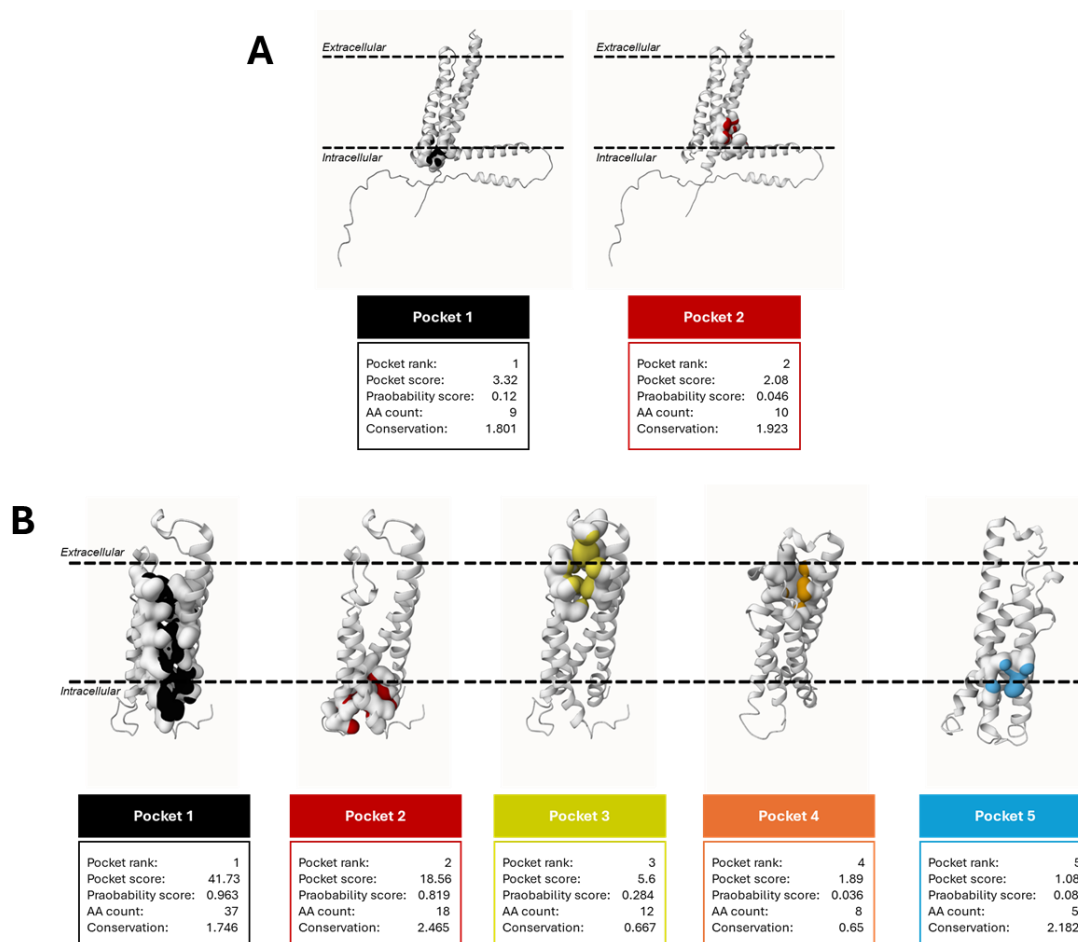 A
Extracellular
Extracellular
Intracellular
Intracellular
Pocket 1
Pocket rank: 1
Pocket score: 3.32
Praobability score: 0.12
AA count: 9
Conservation: 1.801
Pocket 2
Pocket rank: 2
Pocket score: 2.08
Praobability score: 0.046
AA count: 10
Conservation: 1.923
B
Extracellular
Intracellular
Pocket 1
Pocket rank: 1
Pocket score: 41.73
Praobability score: 0.963
AA count: 37
Conservation: 1.746
Pocket 2
Pocket rank: 2
Pocket score: 18.56
Praobability score: 0.819
AA count: 18
Conservation: 2.465
Pocket 3
Pocket rank: 3
Pocket score: 5.6
Praobability score: 0.284
AA count: 12
Conservation: 0.667
Pocket 4
Pocket rank: 4
Pocket score: 1.89
Praobability score: 0.036
AA count: 8
Conservation: 0.65
Pocket 5
Pocket rank: 5
Pocket score: 1.08
Praobability score: 0.08
AA count: 5
Conservation: 2.182